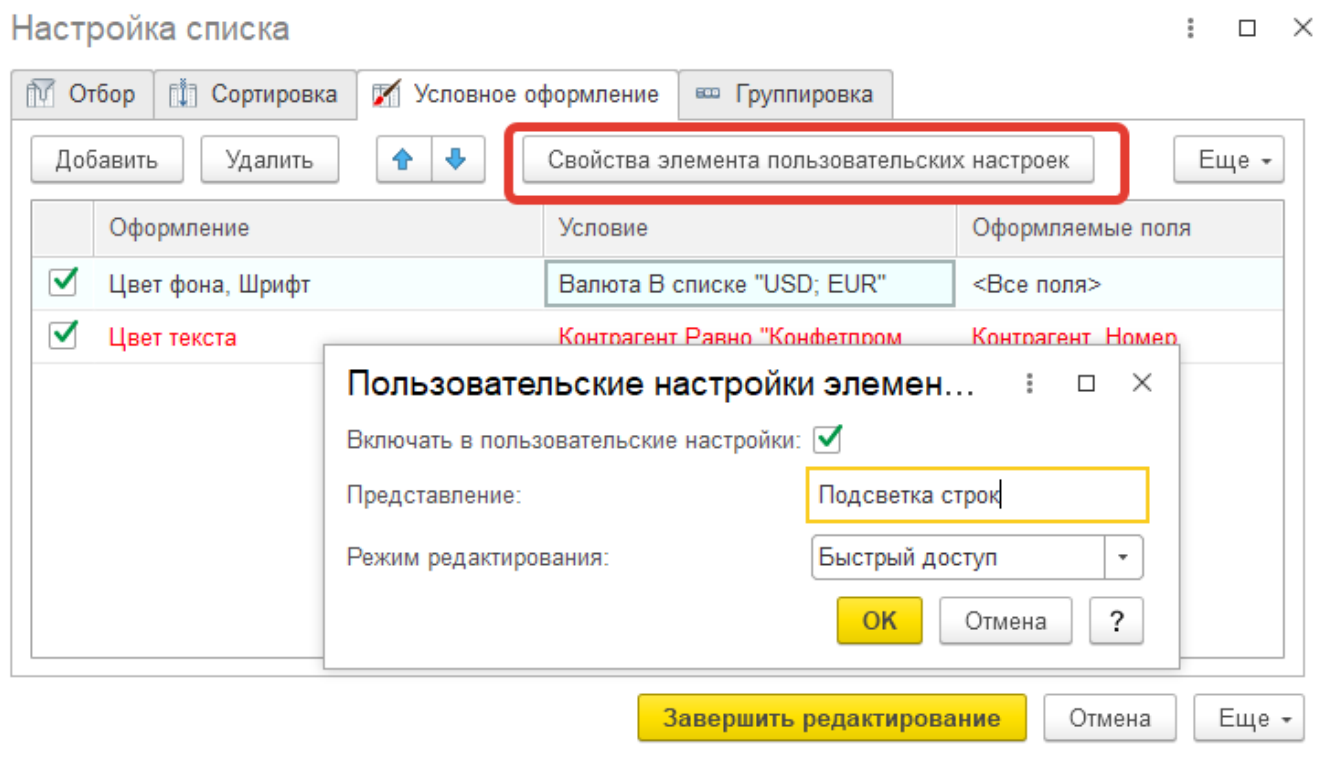 Настройка списка
Отбор Сортировка Условное оформление Группировка
Добавить Удалить Свойства элемента пользовательских настроек Еще
Оформление Условие Оформляемые поля
Цвет фона, Шрифт Валюта В списке "USD; EUR" <Все поля>
Цвет текста Контрагент Равно "Конфетпром Контрагент, Номер
Пользовательские настройки элемен...
Включать в пользовательские настройки:
Представление: Подсветка строк
Режим редактирования: Быстрый доступ
OK Отмена ?
Завершить редактирование Отмена Еще